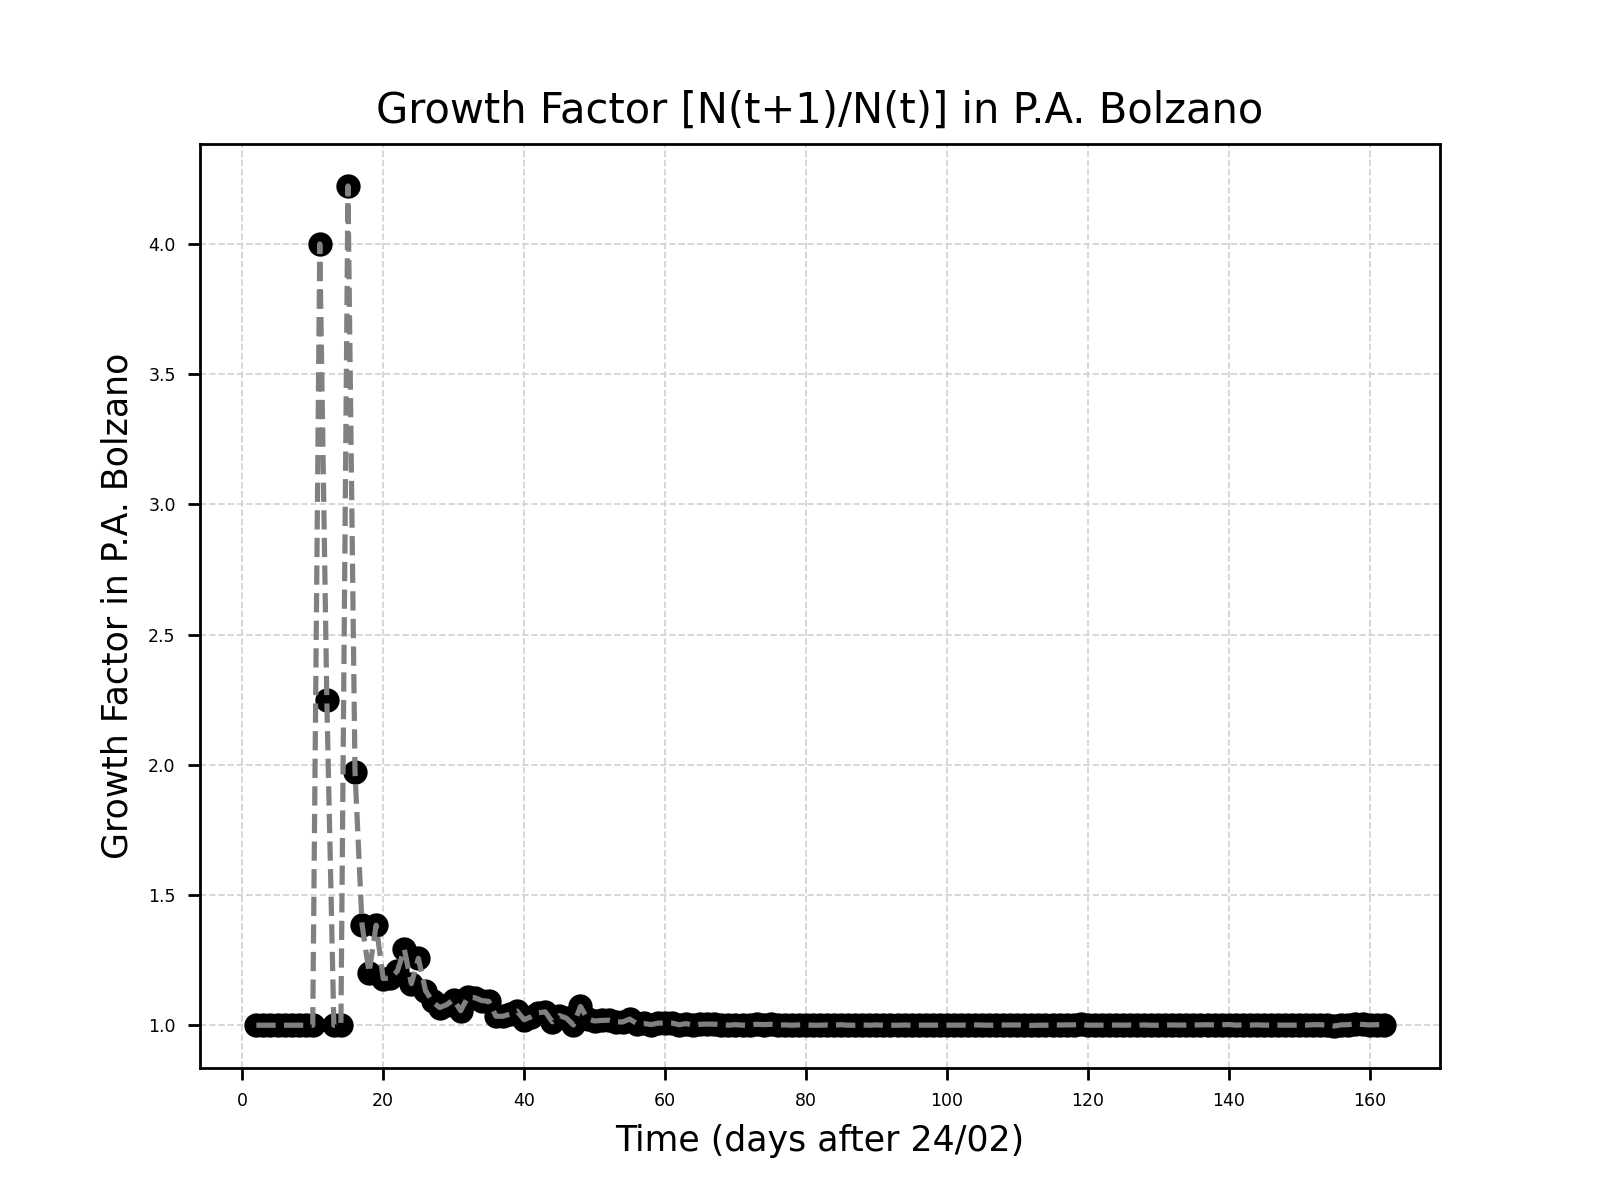 Growth Factor [N(t+1)/N(t)] in P.A. Bolzano
Growth Factor in P.A. Bolzano
4.0
3.5
3.0
2.5
2.0
1.5
1.0
0 20 40 60 80 100 120 140 160
Time (days after 24/02)